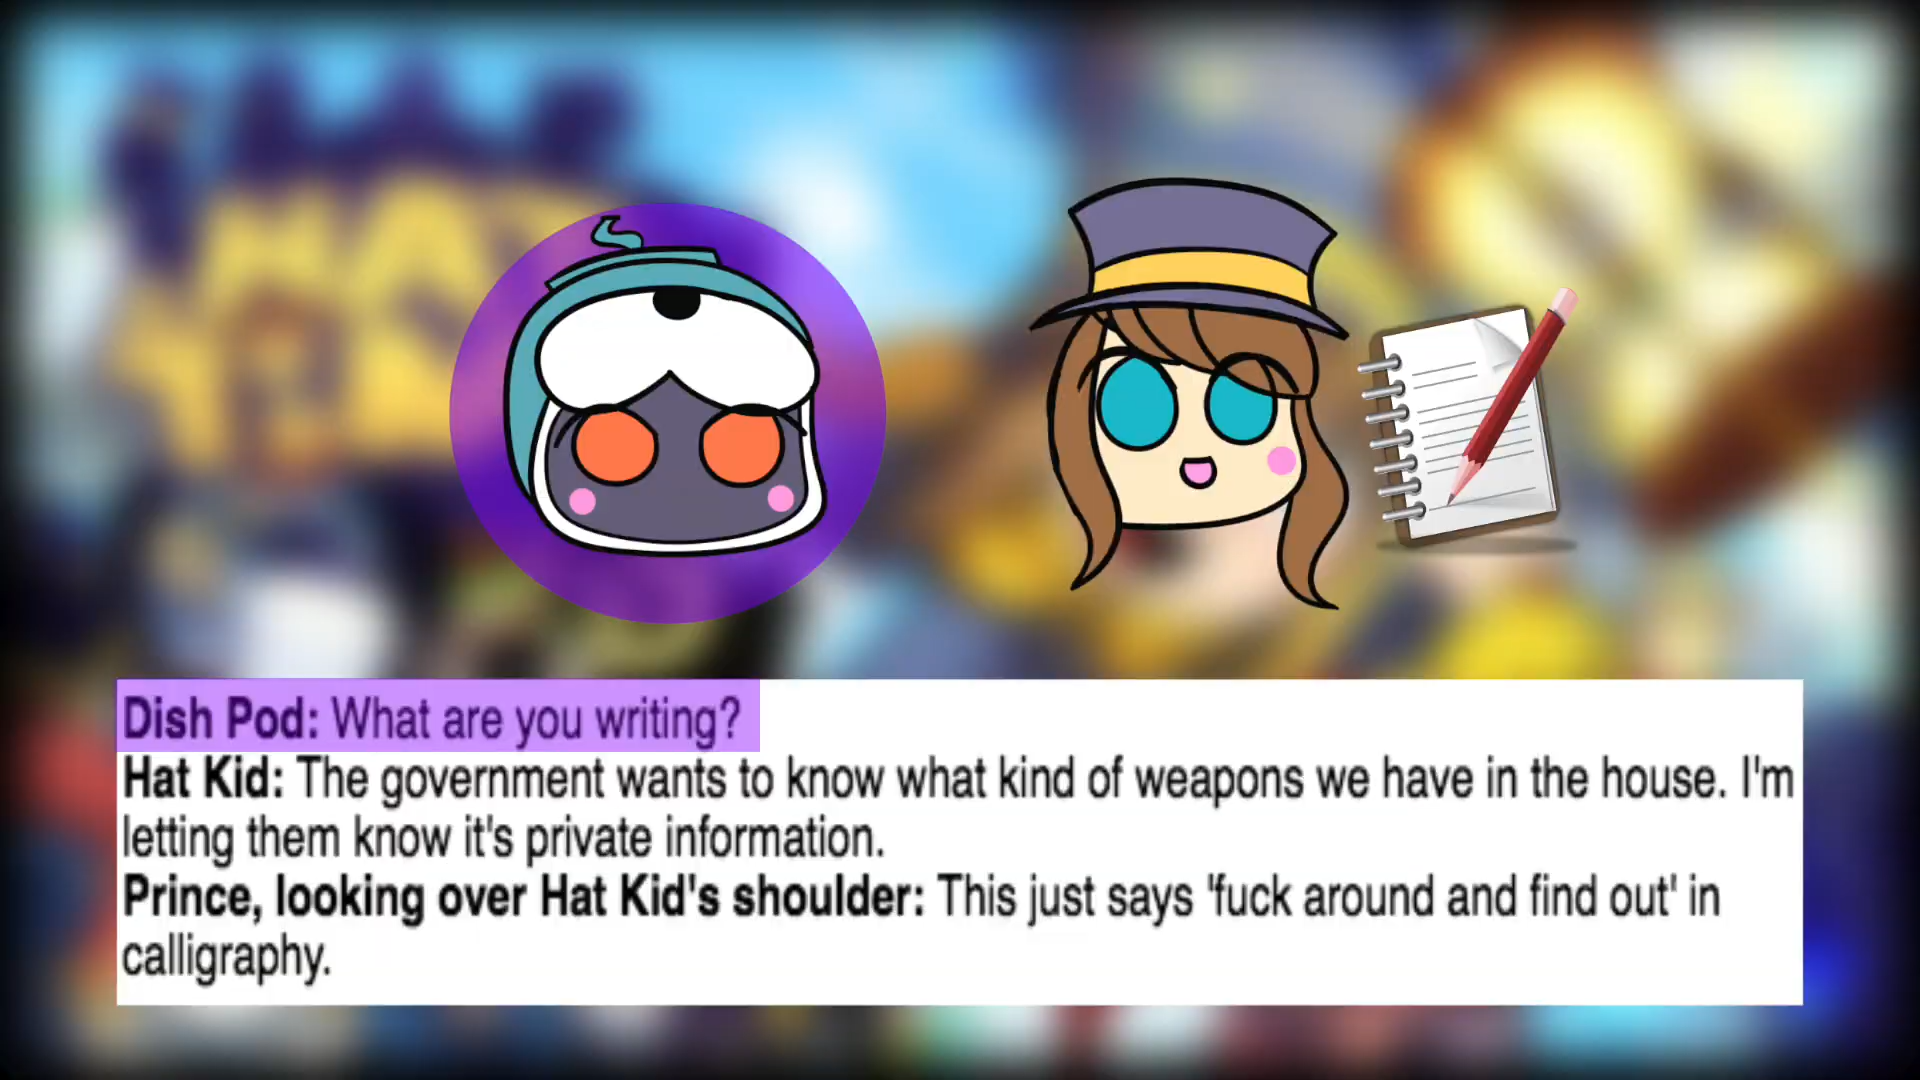 Dish Pod: What are you writing?
Hat Kid: The government wants to know what kind of weapons we have in the house. I'm
letting them know it's private information.
Prince, looking over Hat Kid's shoulder: This just says 'fuck around and find out' in
calligraphy.